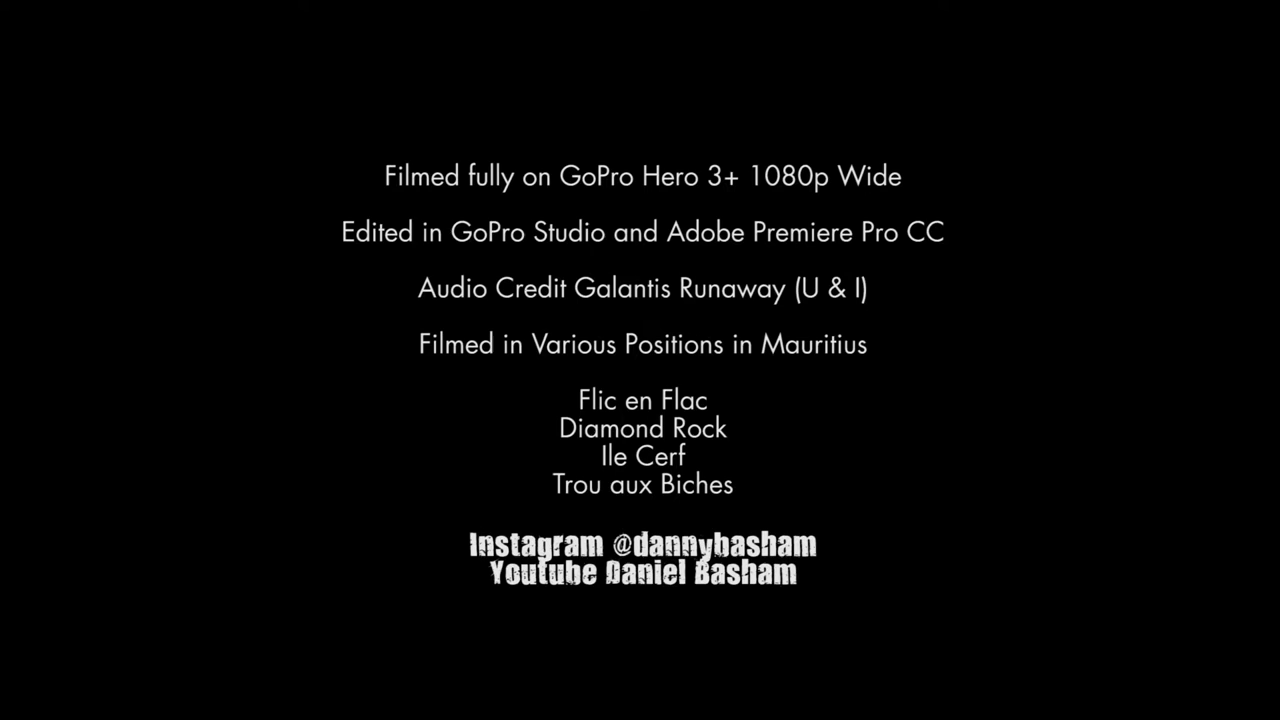 Filmed fully on GoPro Hero 3+ 1080p Wide
Edited in GoPro Studio and Adobe Premiere Pro CC
Audio Credit Galantis Runaway (U & I)
Filmed in Various Positions in Mauritius
Flic en Flac
Diamond Rock
Ile Cerf
Trou aux Biches
Instagram @dannybasham
Youtube Daniel Basham